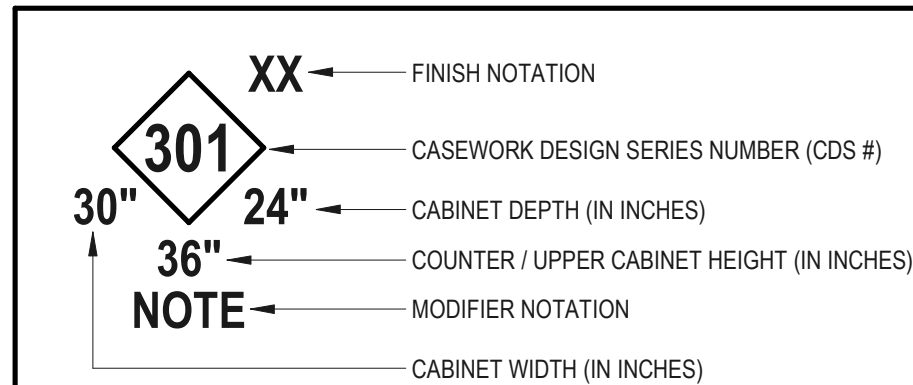 XX FINISH NOTATION
301 CASEWORK DESIGN SERIES NUMBER (CDS #)
30" 24" CABINET DEPTH (IN INCHES)
36" COUNTER / UPPER CABINET HEIGHT (IN INCHES)
NOTE MODIFIER NOTATION
CABINET WIDTH (IN INCHES)